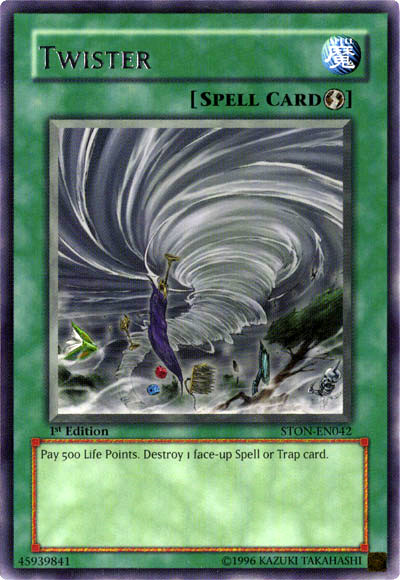 TWISTER
魔
[SPELL CARD]
1st Edition
STON-EN042
Pay 500 Life Points. Destroy 1 face-up Spell or Trap card.
45939841
©1996 KAZUKI TAKAHASHI